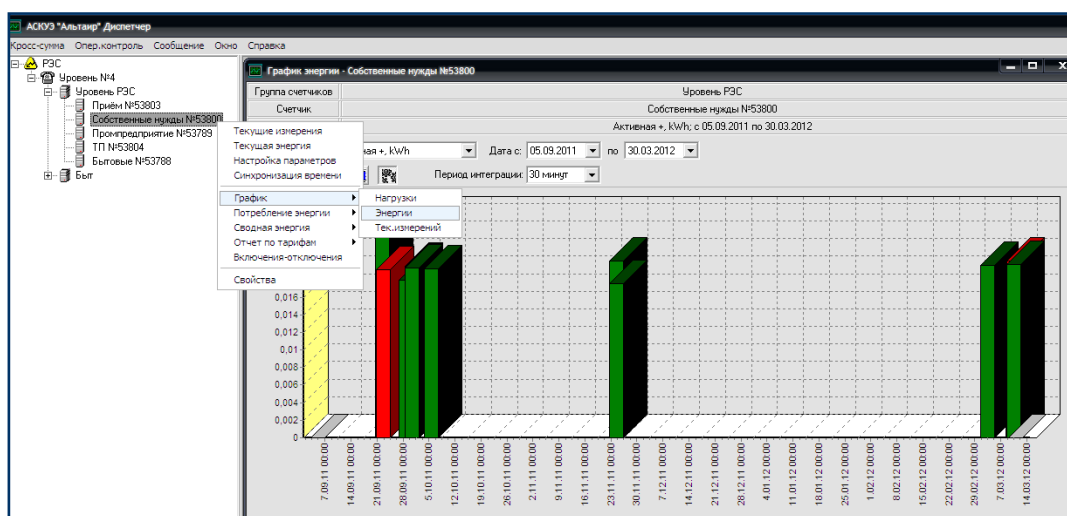 АСКУЭ "Альтаир" Диспетчер
Кросс-сумма Опер.контроль Сообщение Окно Справка
РЭС
Уровень №4
Уровень РЭС
Приём №53803
Собственные нужды №53800
Промпредприятие №53789
ТП №53804
Бытовые №53788
Быт
Текущие измерения
Текущая энергия
Настройка параметров
Синхронизация времени
График
Потребление энергии
Сводная энергия
Отчет по тарифам
Включения-отключения
Свойства
Нагрузки
Энергии
Тек.измерений
График энергии - Собственные нужды №53800
Группа счетчиков Уровень РЭС
Счетчик Собственные нужды №53800
Активная +, kWh; с 05.09.2011 по 30.03.2012
+, kWh Дата с: 05.09.2011 по 30.03.2012
Период интеграции: 30 минут
0,016
0,014
0,012
0,01
0,008
0,006
0,004
0,002
0
7.09.11 00:00
14.09.11 00:00
21.09.11 00:00
28.09.11 00:00
5.10.11 00:00
12.10.11 00:00
19.10.11 00:00
26.10.11 00:00
2.11.11 00:00
9.11.11 00:00
16.11.11 00:00
23.11.11 00:00
30.11.11 00:00
7.12.11 00:00
14.12.11 00:00
21.12.11 00:00
28.12.11 00:00
4.01.12 00:00
11.01.12 00:00
18.01.12 00:00
25.01.12 00:00
1.02.12 00:00
8.02.12 00:00
15.02.12 00:00
22.02.12 00:00
29.02.12 00:00
7.03.12 00:00
14.03.12 00:00